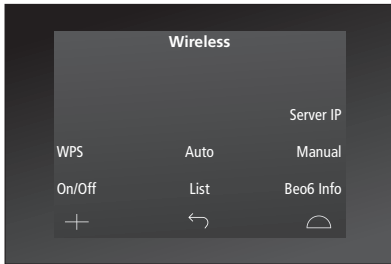 Wireless
Server IP
WPS Auto Manual
On/Off List Beo6 Info